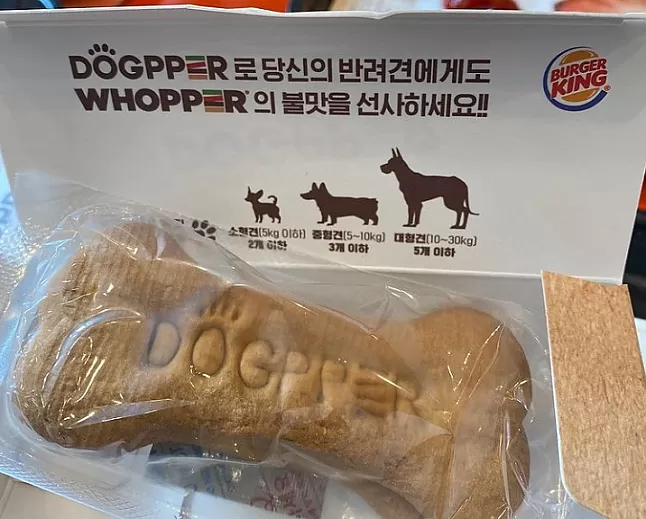 DOGPPER 로 당신의 반려견에게도
WHOPPER® 의 불맛을 선사하세요!!
BURGER
KING®
소형견(5kg 이하) 중형견(5~10kg) 대형견(10~30kg)
2개 이하 3개 이하 5개 이하
DOGPPER